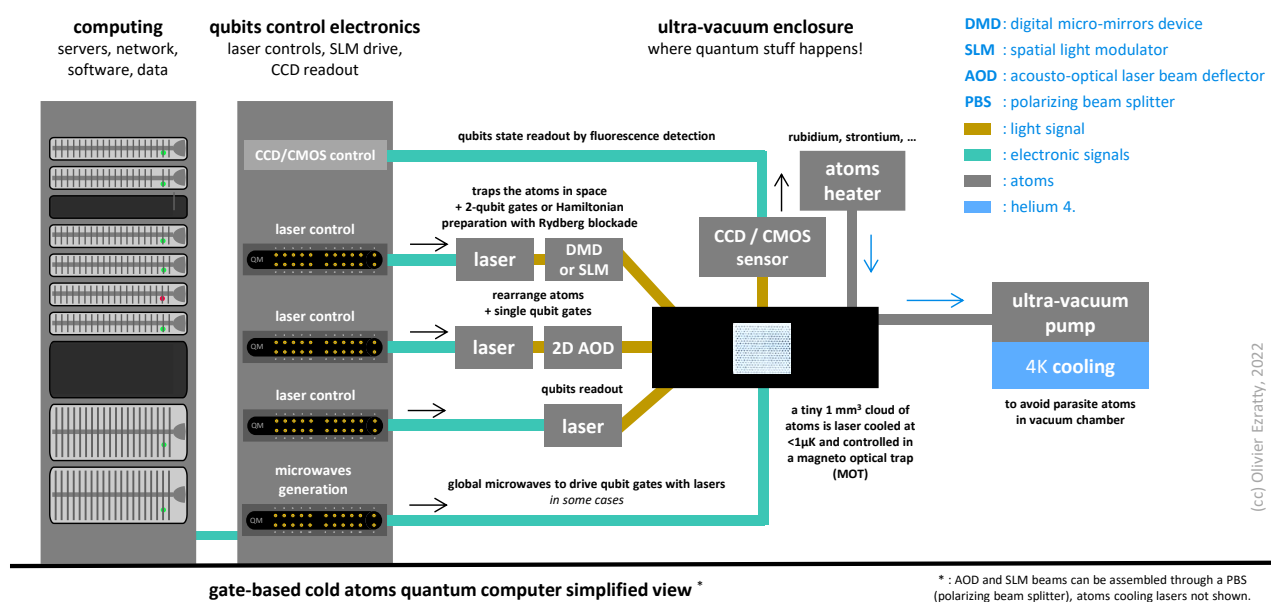 computing
servers, network,
software, data
qubits control electronics
laser controls, SLM drive,
CCD readout
ultra-vacuum enclosure
where quantum stuff happens!
DMD: digital micro-mirrors device
SLM : spatial light modulator
AOD : acousto-optical laser beam deflector
PBS : polarizing beam splitter
: light signal
: electronic signals
: atoms
: helium 4.
CCD/CMOS control
qubits state readout by fluorescence detection
rubidium, strontium, ...
atoms
heater
traps the atoms in space
+ 2-qubit gates or Hamiltonian
preparation with Rydberg blockade
laser control
QM
laser
DMD
or SLM
CCD / CMOS
sensor
rearrange atoms
+ single qubit gates
laser control
QM
laser
2D AOD
ultra-vacuum
pump
4K cooling
to avoid parasite atoms
in vacuum chamber
qubits readout
laser control
QM
laser
a tiny 1 mm³ cloud of
atoms is laser cooled at
<1µK and controlled in
a magneto optical trap
(MOT)
microwaves
generation
QM
global microwaves to drive qubit gates with lasers
in some cases
(cc) Olivier Ezratty, 2022
gate-based cold atoms quantum computer simplified view *
* : AOD and SLM beams can be assembled through a PBS
(polarizing beam splitter), atoms cooling lasers not shown.